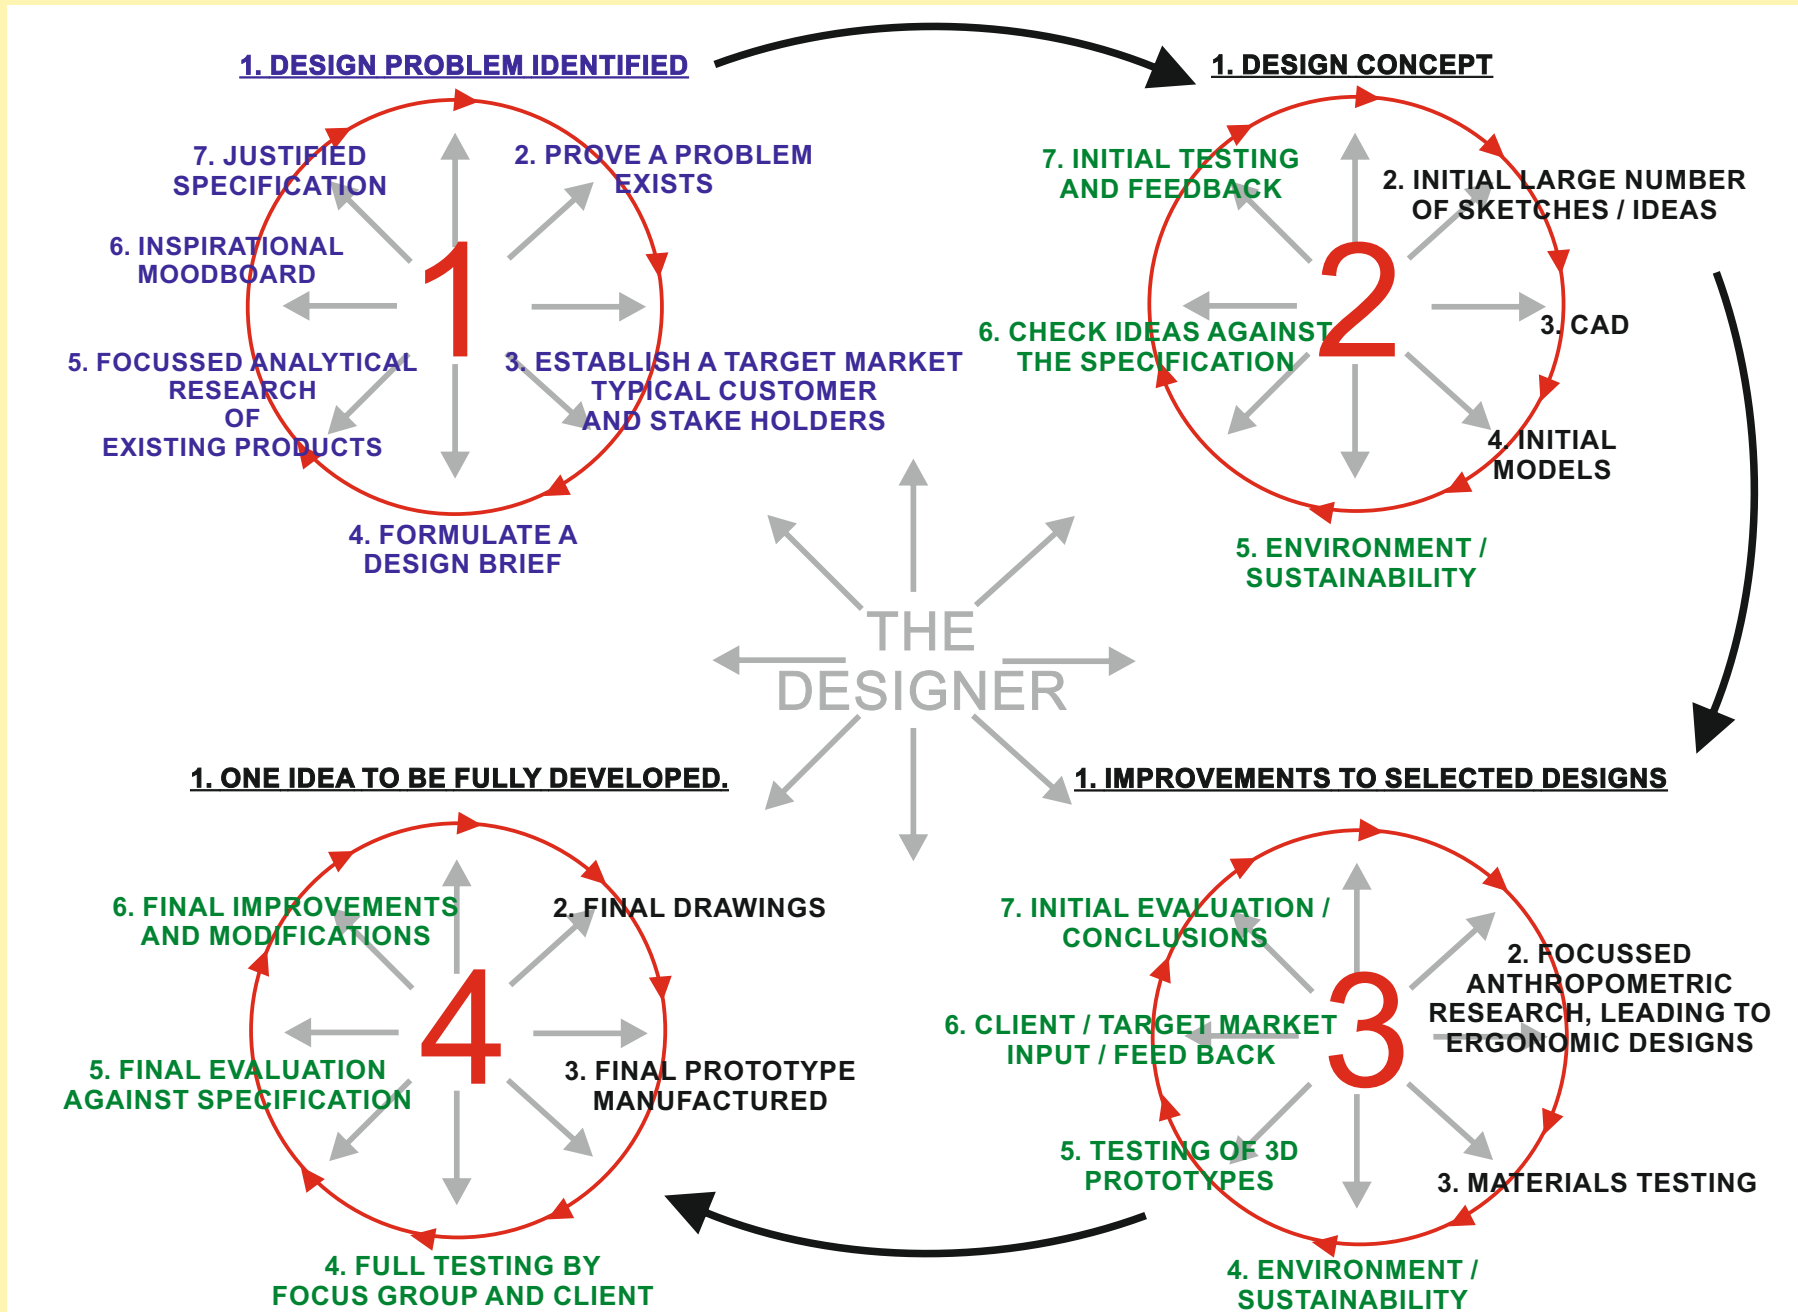 1. DESIGN PROBLEM IDENTIFIED
1
2. PROVE A PROBLEM
EXISTS
3. ESTABLISH A TARGET MARKET
TYPICAL CUSTOMER
AND STAKE HOLDERS
4. FORMULATE A
DESIGN BRIEF
5. FOCUSSED ANALYTICAL
RESEARCH
OF
EXISTING PRODUCTS
6. INSPIRATIONAL
MOODBOARD
7. JUSTIFIED
SPECIFICATION
1. DESIGN CONCEPT
2
2. INITIAL LARGE NUMBER
OF SKETCHES / IDEAS
3. CAD
4. INITIAL
MODELS
5. ENVIRONMENT /
SUSTAINABILITY
6. CHECK IDEAS AGAINST
THE SPECIFICATION
7. INITIAL TESTING
AND FEEDBACK
THE
DESIGNER
1. IMPROVEMENTS TO SELECTED DESIGNS
3
2. FOCUSSED
ANTHROPOMETRIC
RESEARCH, LEADING TO
ERGONOMIC DESIGNS
3. MATERIALS TESTING
4. ENVIRONMENT /
SUSTAINABILITY
5. TESTING OF 3D
PROTOTYPES
6. CLIENT / TARGET MARKET
INPUT / FEED BACK
7. INITIAL EVALUATION /
CONCLUSIONS
1. ONE IDEA TO BE FULLY DEVELOPED.
4
2. FINAL DRAWINGS
3. FINAL PROTOTYPE
MANUFACTURED
4. FULL TESTING BY
FOCUS GROUP AND CLIENT
5. FINAL EVALUATION
AGAINST SPECIFICATION
6. FINAL IMPROVEMENTS
AND MODIFICATIONS